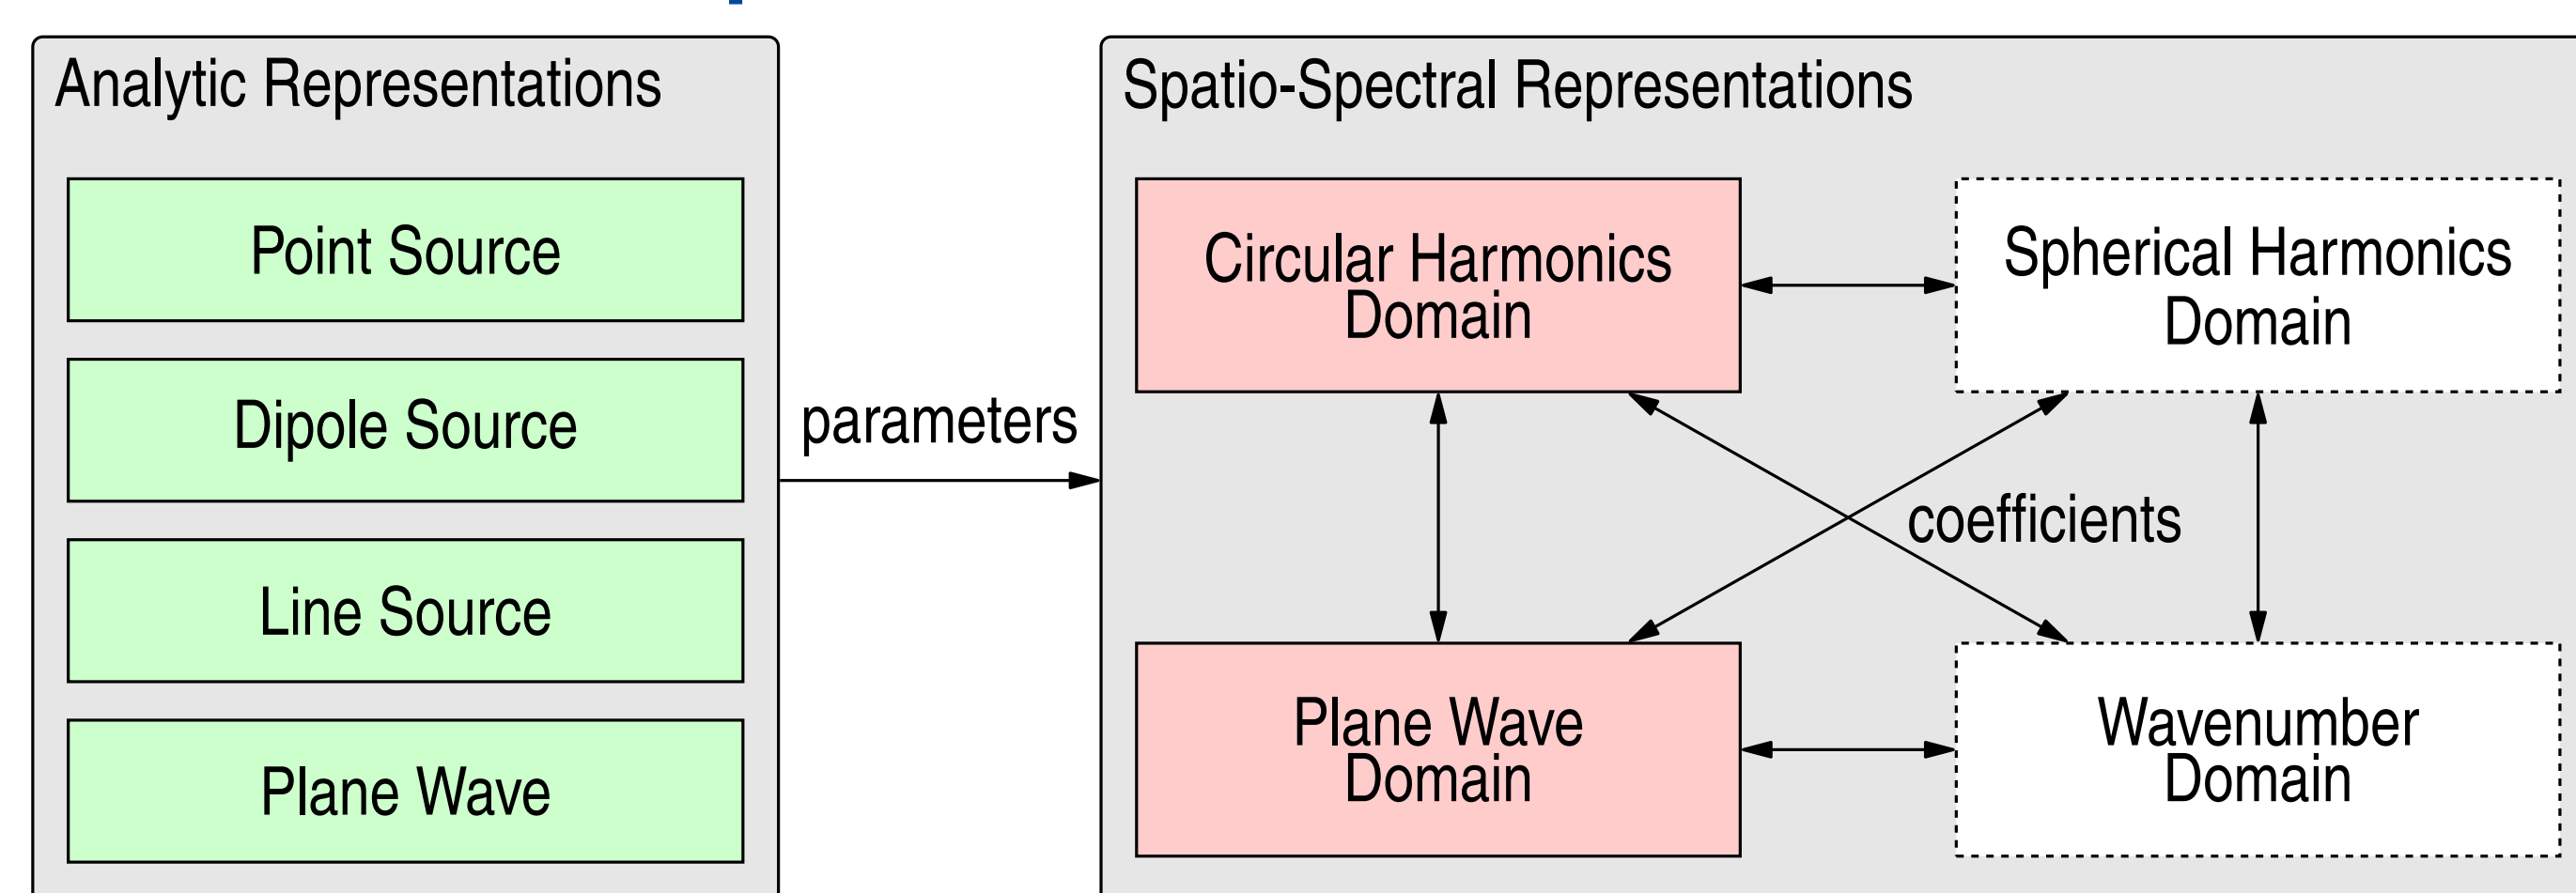 Analytic Representations
Point Source
Dipole Source
Line Source
Plane Wave
parameters
Spatio-Spectral Representations
Circular Harmonics
Domain
Spherical Harmonics
Domain
coefficients
Plane Wave
Domain
Wavenumber
Domain